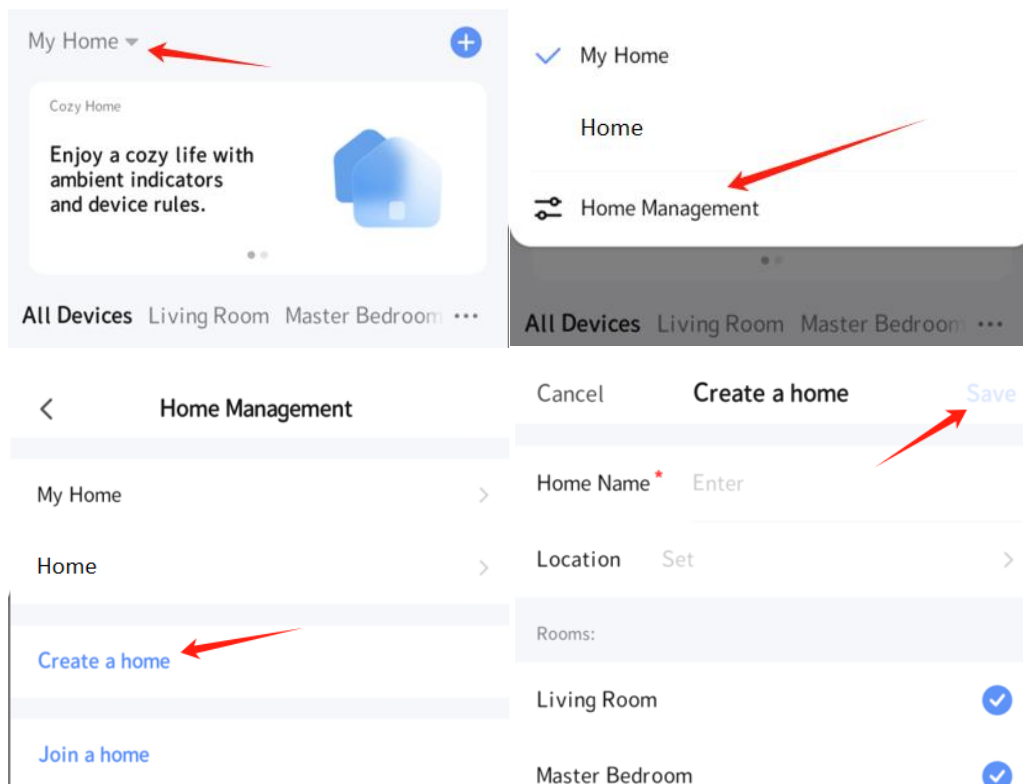 My Home
Cozy Home
Enjoy a cozy life with
ambient indicators
and device rules.
All Devices Living Room Master Bedroom
My Home
Home
Home Management
All Devices Living Room Master Bedroom
Home Management
My Home
Home
Create a home
Join a home
Cancel Create a home Save
Home Name * Enter
Location Set
Rooms:
Living Room
Master Bedroom